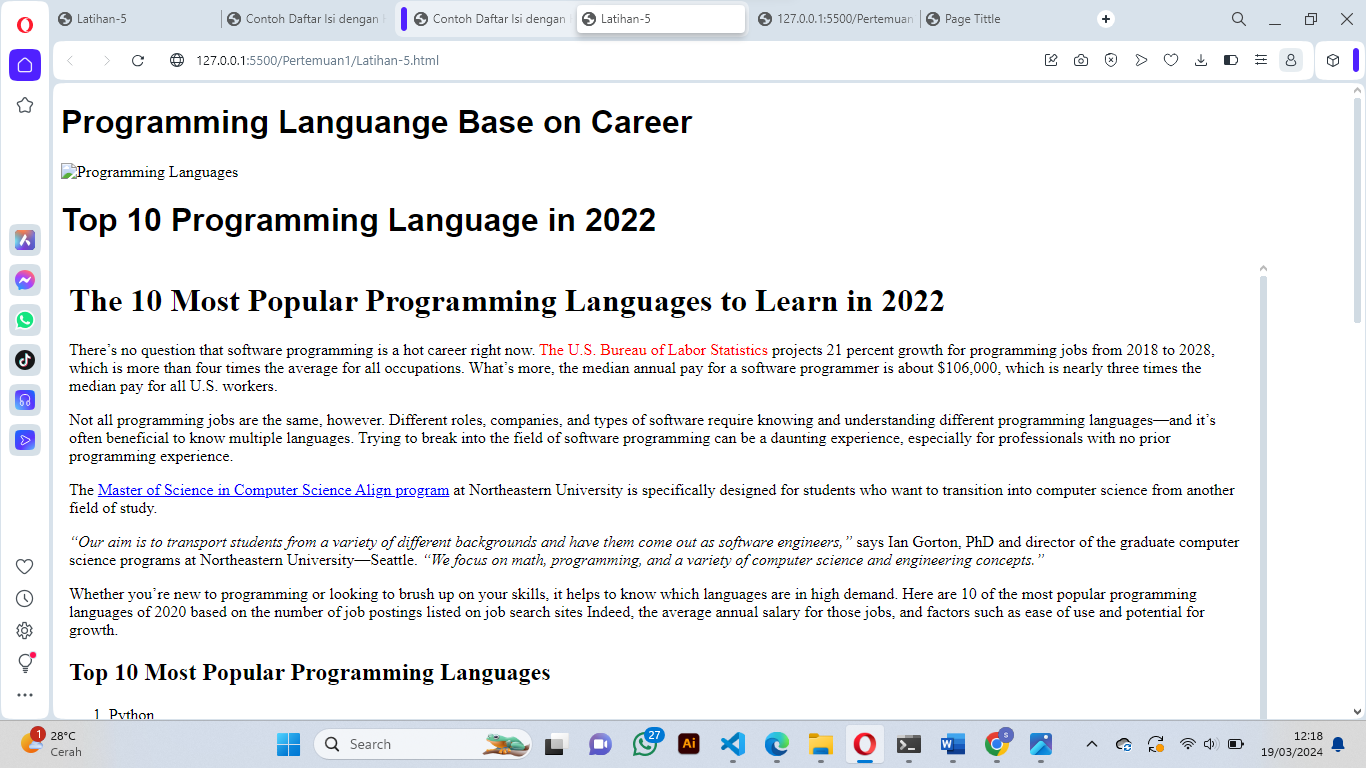 Latihan-5
Contoh Daftar Isi dengan
Contoh Daftar Isi dengan
Latihan-5
127.0.0.1:5500/Pertemuan
Page Tittle
127.0.0.1:5500/Pertemuan1/Latihan-5.html
Programming Languange Base on Career
Programming Languages
Top 10 Programming Language in 2022
The 10 Most Popular Programming Languages to Learn in 2022
There’s no question that software programming is a hot career right now. The U.S. Bureau of Labor Statistics projects 21 percent growth for programming jobs from 2018 to 2028,
which is more than four times the average for all occupations. What’s more, the median annual pay for a software programmer is about $106,000, which is nearly three times the
median pay for all U.S. workers.
Not all programming jobs are the same, however. Different roles, companies, and types of software require knowing and understanding different programming languages—and it’s
often beneficial to know multiple languages. Trying to break into the field of software programming can be a daunting experience, especially for professionals with no prior
programming experience.
The Master of Science in Computer Science Align program at Northeastern University is specifically designed for students who want to transition into computer science from another
field of study.
“Our aim is to transport students from a variety of different backgrounds and have them come out as software engineers,” says Ian Gorton, PhD and director of the graduate computer
science programs at Northeastern University—Seattle. “We focus on math, programming, and a variety of computer science and engineering concepts.”
Whether you’re new to programming or looking to brush up on your skills, it helps to know which languages are in high demand. Here are 10 of the most popular programming
languages of 2020 based on the number of job postings listed on job search sites Indeed, the average annual salary for those jobs, and factors such as ease of use and potential for
growth.
Top 10 Most Popular Programming Languages
1. Python
1
28°C
Cerah
Search
27
Ai
S
12:18
19/03/2024